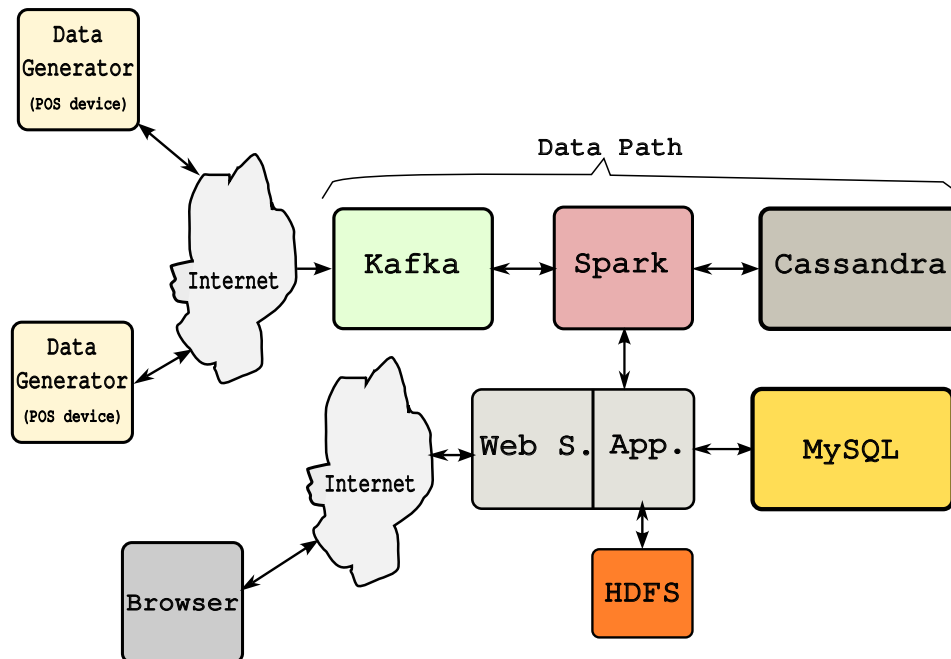 Data
Generator
(POS device)
Data Path
Kafka
Spark
Cassandra
Internet
Data
Generator
(POS device)
Web S.
App.
MySQL
Internet
Browser
HDFS